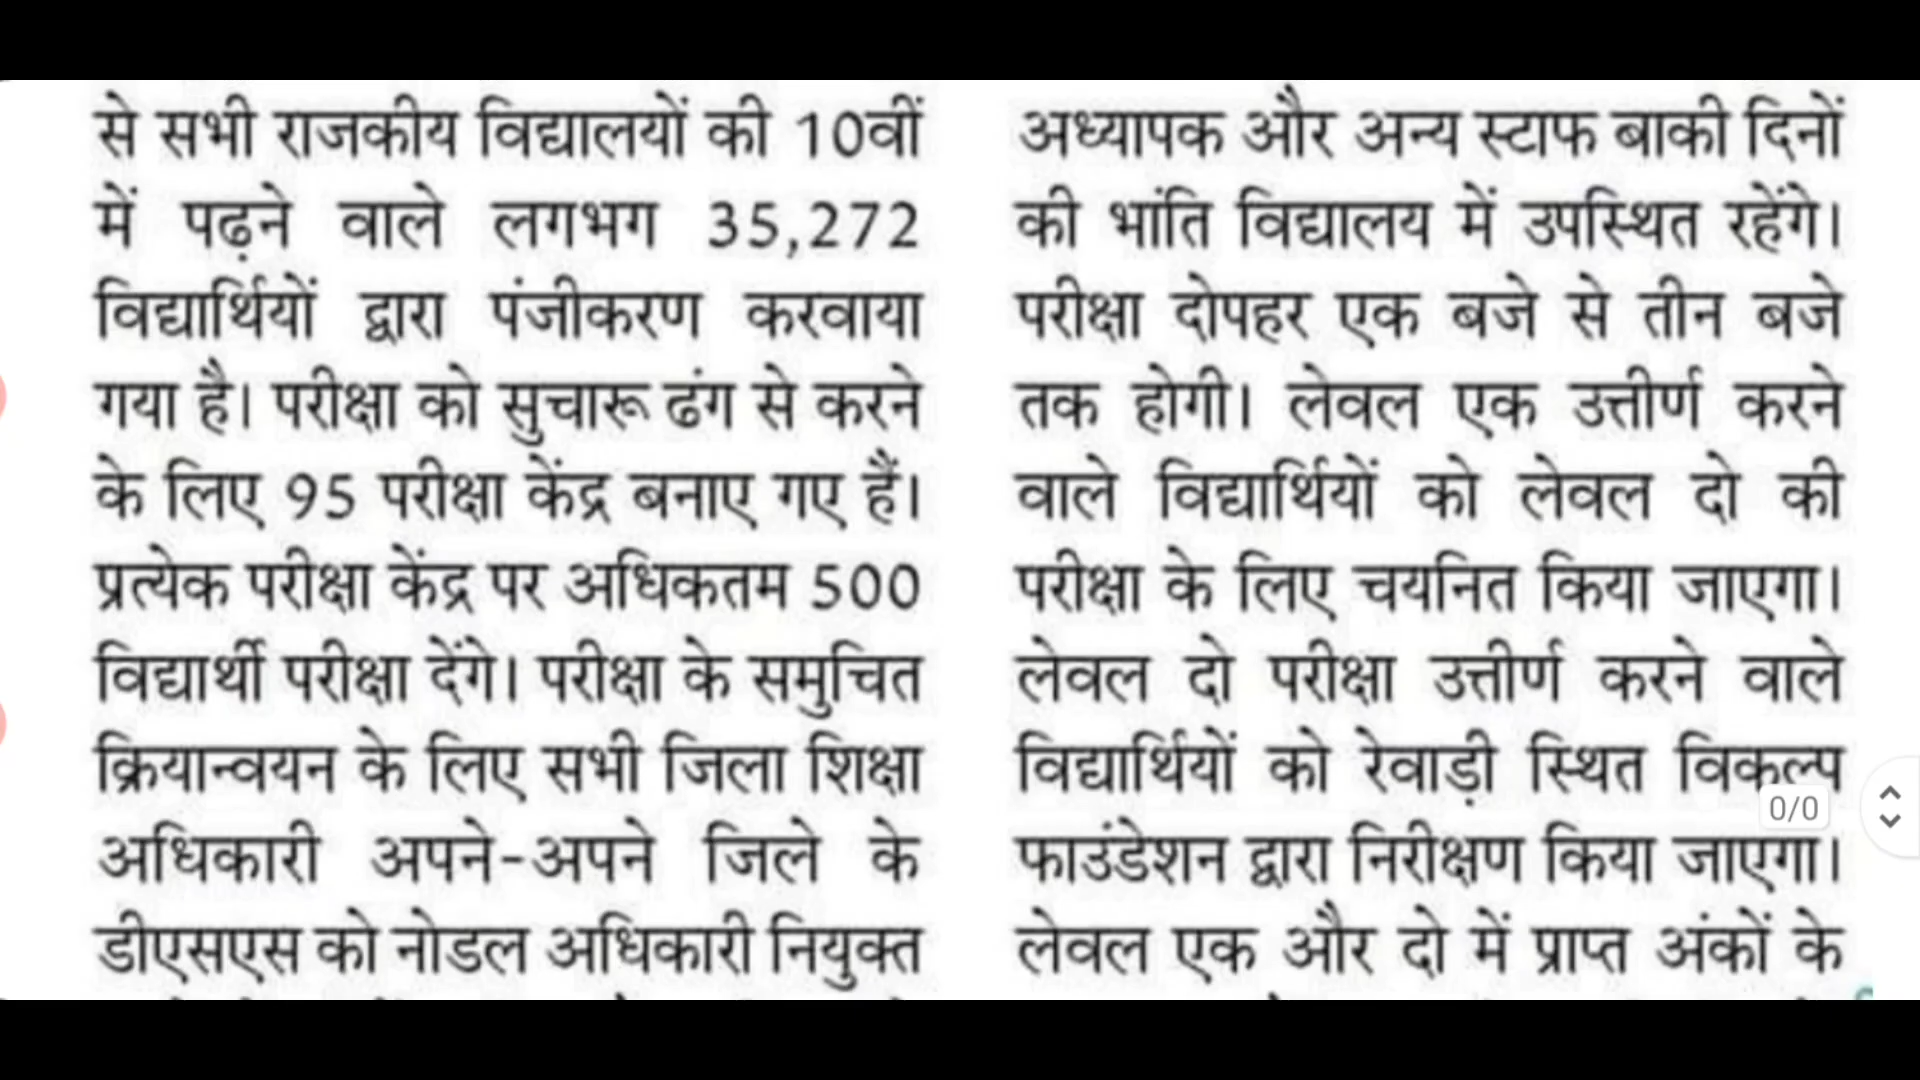 से सभी राजकीय विद्यालयों की 10वीं
में पढ़ने वाले लगभग 35,272
विद्यार्थियों द्वारा पंजीकरण करवाया
गया है। परीक्षा को सुचारू ढंग से करने
के लिए 95 परीक्षा केंद्र बनाए गए हैं।
प्रत्येक परीक्षा केंद्र पर अधिकतम 500
विद्यार्थी परीक्षा देंगे। परीक्षा के समुचित
क्रियान्वयन के लिए सभी जिला शिक्षा
अधिकारी अपने-अपने जिले के
डीएसएस को नोडल अधिकारी नियुक्त
अध्यापक और अन्य स्टाफ बाकी दिनों
की भांति विद्यालय में उपस्थित रहेंगे।
परीक्षा दोपहर एक बजे से तीन बजे
तक होगी। लेवल एक उत्तीर्ण करने
वाले विद्यार्थियों को लेवल दो की
परीक्षा के लिए चयनित किया जाएगा।
लेवल दो परीक्षा उत्तीर्ण करने वाले
विद्यार्थियों को रेवाड़ी स्थित विकल्प
फाउंडेशन द्वारा निरीक्षण किया जाएगा।
लेवल एक और दो में प्राप्त अंकों के
0/0